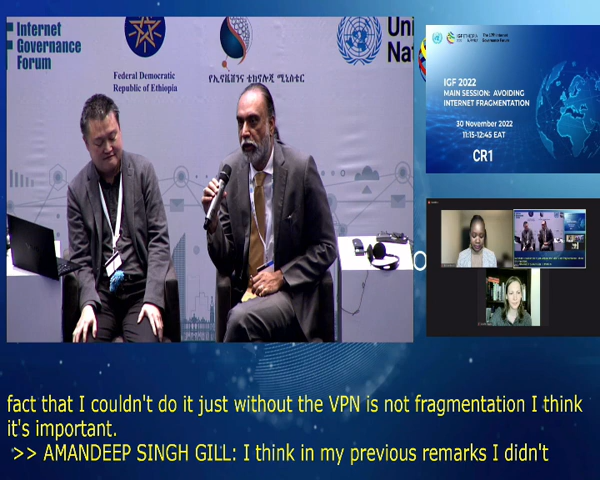 Internet
Governance
Forum
Federal Democratic
Republic of Ethiopia
የኢኖቬሽንና ቴክኖሎጂ ሚኒስቴር
Uni
Nat
IGF 2022
MAIN SESSION: AVOIDING
INTERNET FRAGMENTATION
30 November 2022
11:15-12:45 EAT
CR1
fact that I couldn't do it just without the VPN is not fragmentation I think
it's important.
>> AMANDEEP SINGH GILL: I think in my previous remarks I didn't